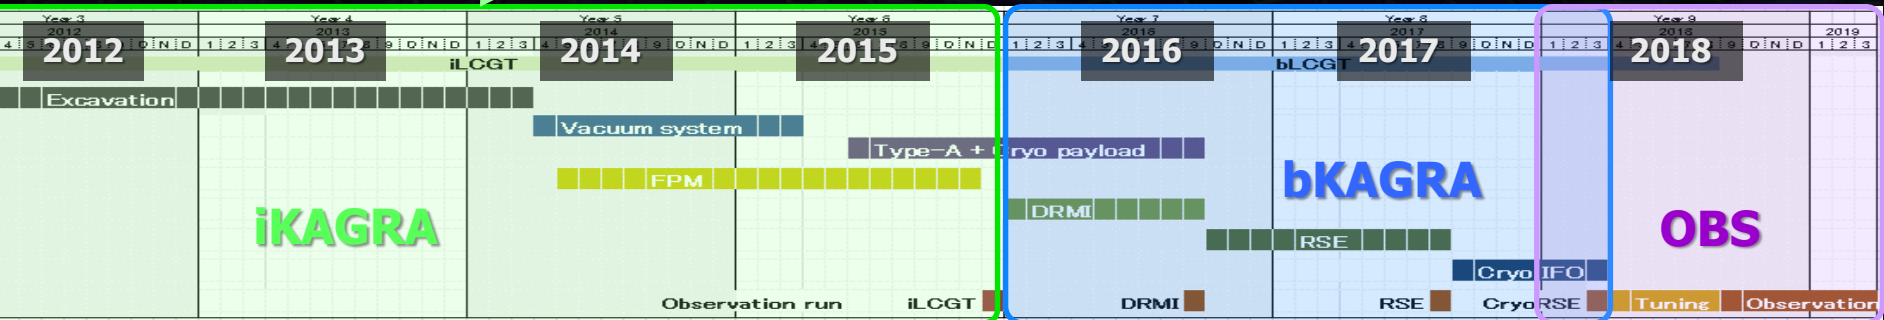 Year 3 Year 4 Year 5 Year 6 Year 7 Year 8 Year 9
2012 2013 2014 2015 2016 2017 2018 2019
2012 2013 2014 2015 2016 2017 2018
iLCGT bLCGT
Excavation
Vacuum system
Type-A + Cryo payload
FPM
bKAGRA
DRMI
iKAGRA
OBS
RSE
Cryo IFO
Observation run iLCGT DRMI RSE CryoRSE Tuning Observation